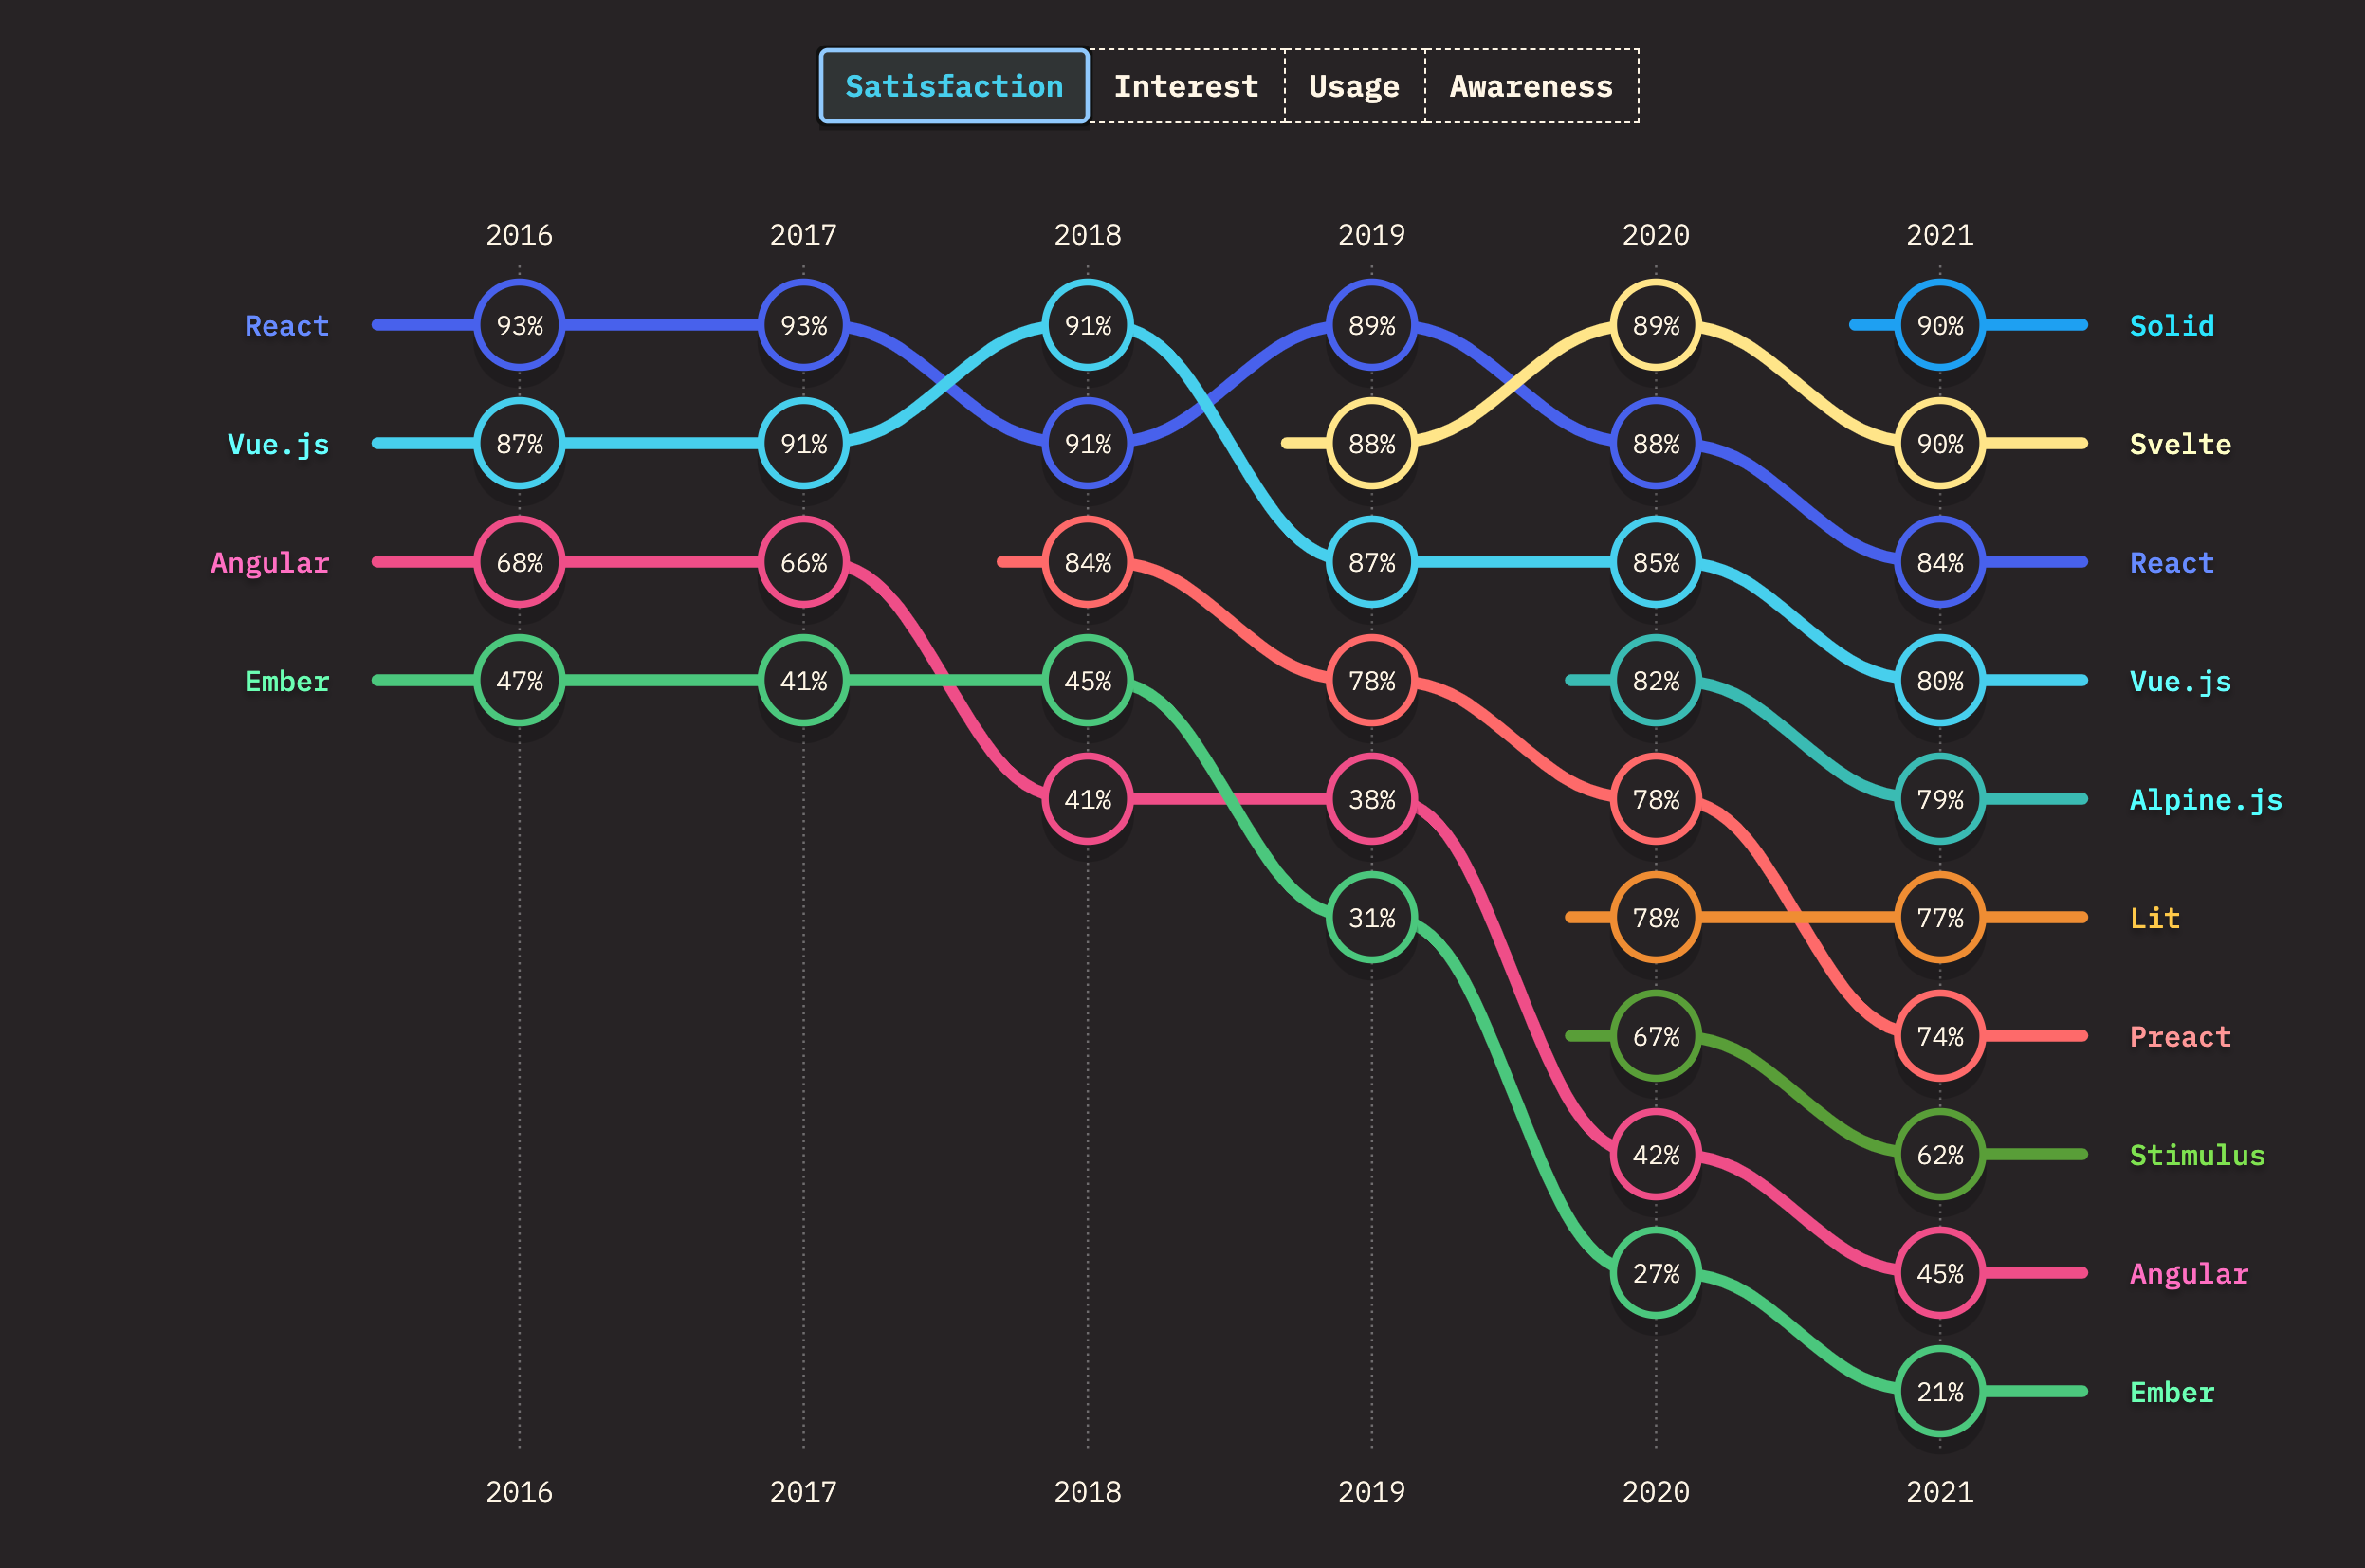 Satisfaction Interest Usage Awareness
2016 2017 2018 2019 2020 2021
React 93% 93% 91% 89% 89% 90% Solid
Vue.js 87% 91% 91% 88% 88% 90% Svelte
Angular 68% 66% 84% 87% 85% 84% React
Ember 47% 41% 45% 78% 82% 80% Vue.js
41% 38% 78% 79% Alpine.js
31% 78% 77% Lit
67% 74% Preact
42% 62% Stimulus
27% 45% Angular
21% Ember
2016 2017 2018 2019 2020 2021